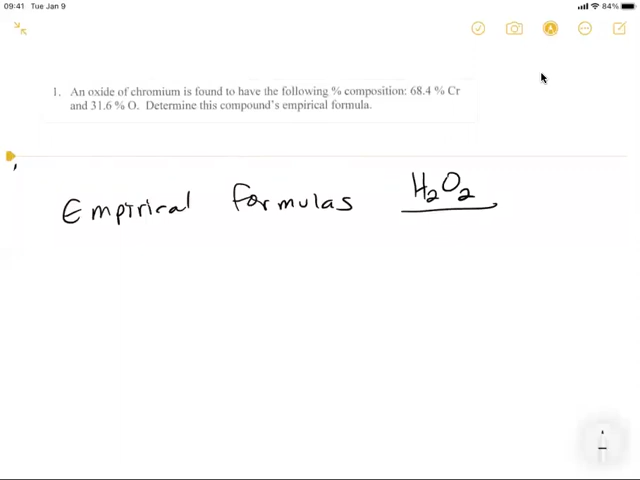 09:41 Tue Jan 9 84%
1. An oxide of chromium is found to have the following % composition: 68.4 % Cr
and 31.6 % O. Determine this compound's empirical formula.
Empirical Formulas H₂O₂